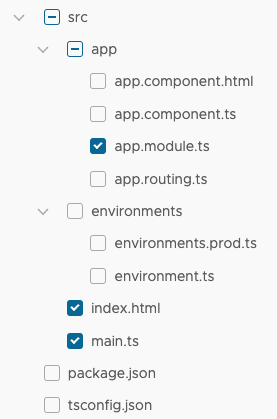 src
app
app.component.html
app.component.ts
app.module.ts
app.routing.ts
environments
environments.prod.ts
environment.ts
index.html
main.ts
package.json
tsconfig.json